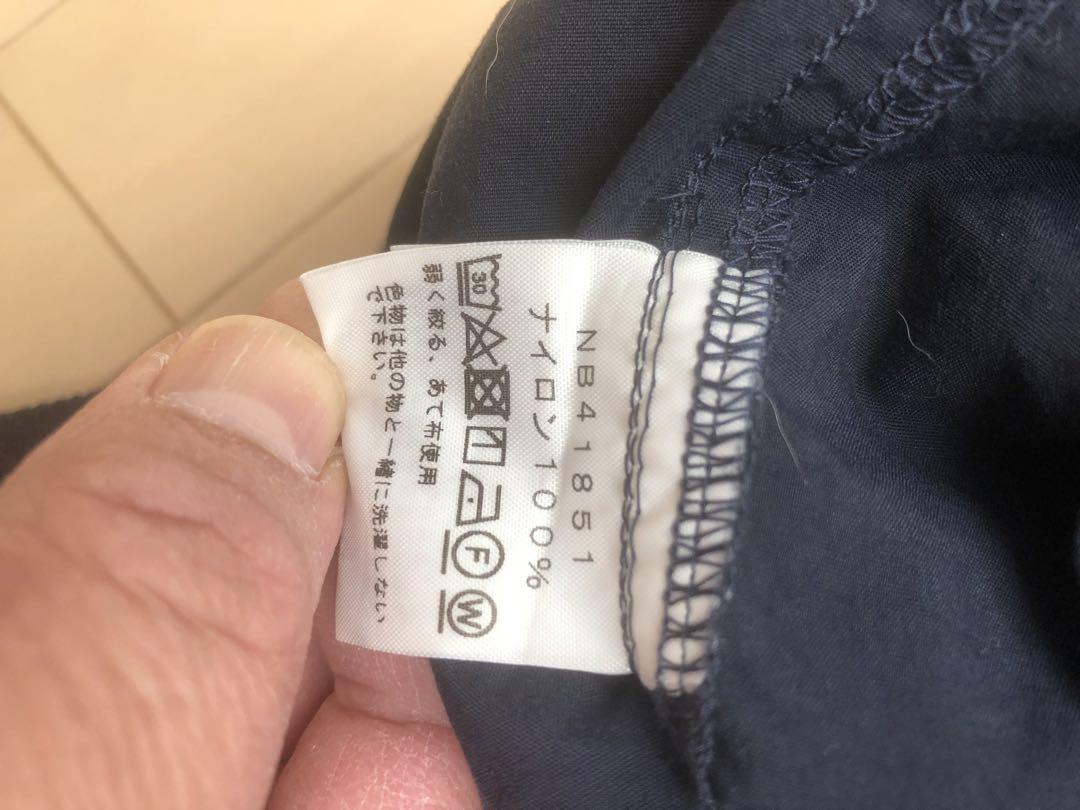 NB41851
ナイロン100%
30
F
W
弱く絞る、あて布使用
色物は他の物と一緒に洗濯しない
で下さい。